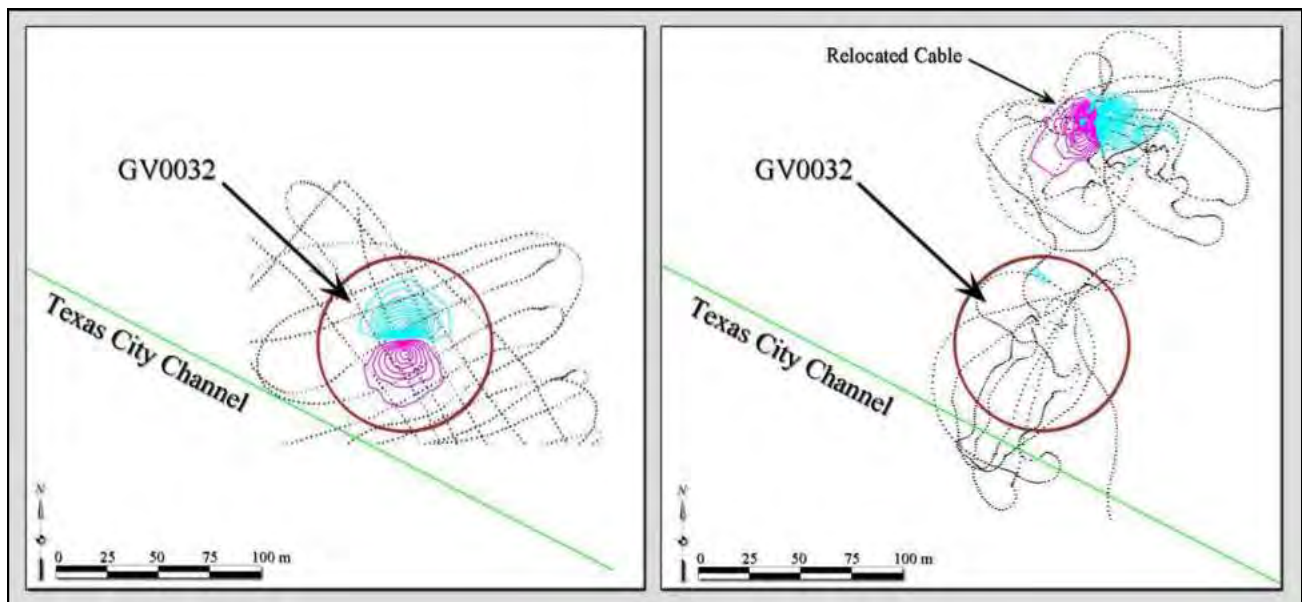 GV0032
Texas City Channel
N
0 25 50 75 100 m
Relocated Cable
GV0032
Texas City Channel
N
0 25 50 75 100 m